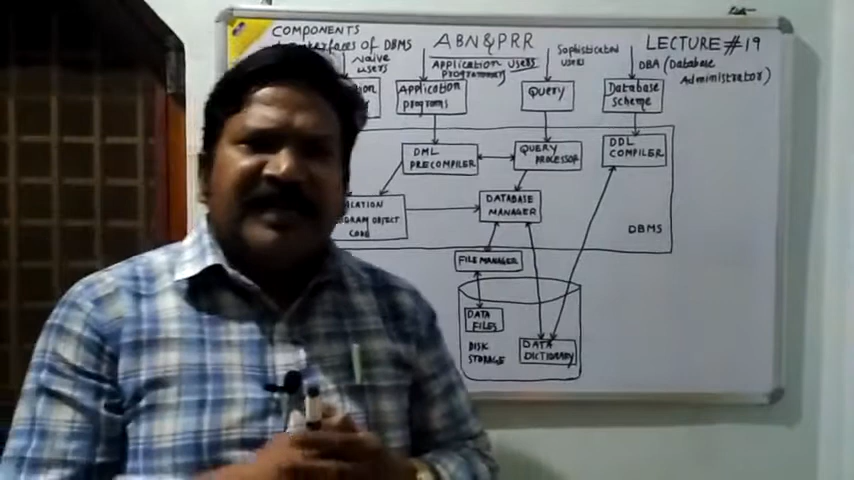 COMPONENTS
Interfaces of DBMS
ABN&PRR
LECTURE#19
Naive users
Application users
Programmers
Sophisticated users
DBA (Database
Administrator)
Application
programs
Query
Database
scheme
DML
PRECOMPILER
QUERY
PROCESSOR
DDL
COMPILER
OBJECT
CODE
DATABASE
MANAGER
DBMS
FILE MANAGER
DATA
FILES
DISK
STORAGE
DATA
DICTIONARY